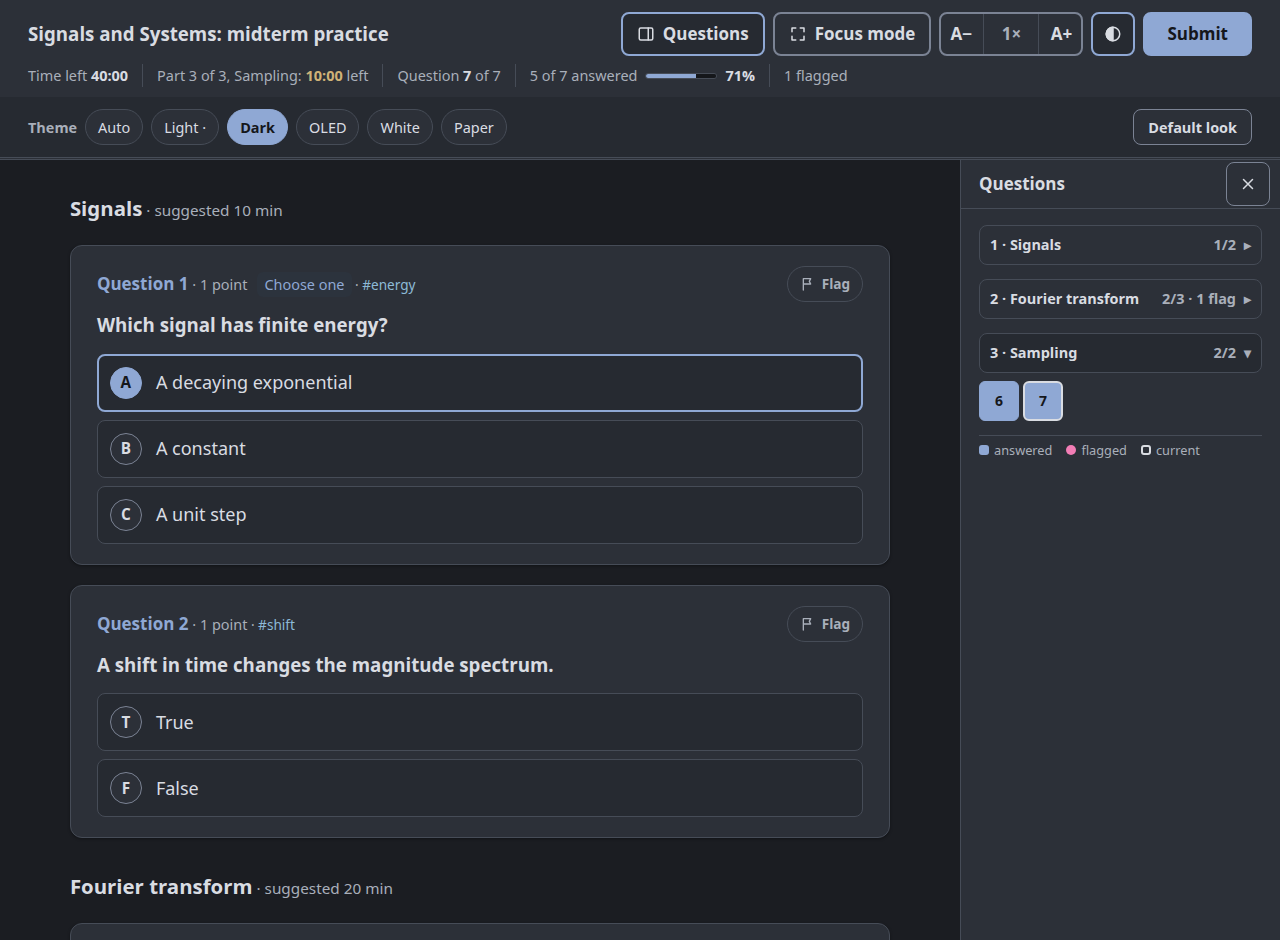 Signals and Systems: midterm practice
Questions
Focus mode
A−
1×
A+
Submit
Time left 40:00
Part 3 of 3, Sampling: 10:00 left
Question 7 of 7
5 of 7 answered
71%
1 flagged
Theme
Auto
Light ·
Dark
OLED
White
Paper
Default look
Signals · suggested 10 min
Question 1 · 1 point Choose one · #energy
Flag
Which signal has finite energy?
A A decaying exponential
B A constant
C A unit step
Question 2 · 1 point · #shift
Flag
A shift in time changes the magnitude spectrum.
T True
F False
Fourier transform · suggested 20 min
Questions
1 · Signals 1/2 ▸
2 · Fourier transform 2/3 · 1 flag ▸
3 · Sampling 2/2 ▾
6 7
answered flagged current